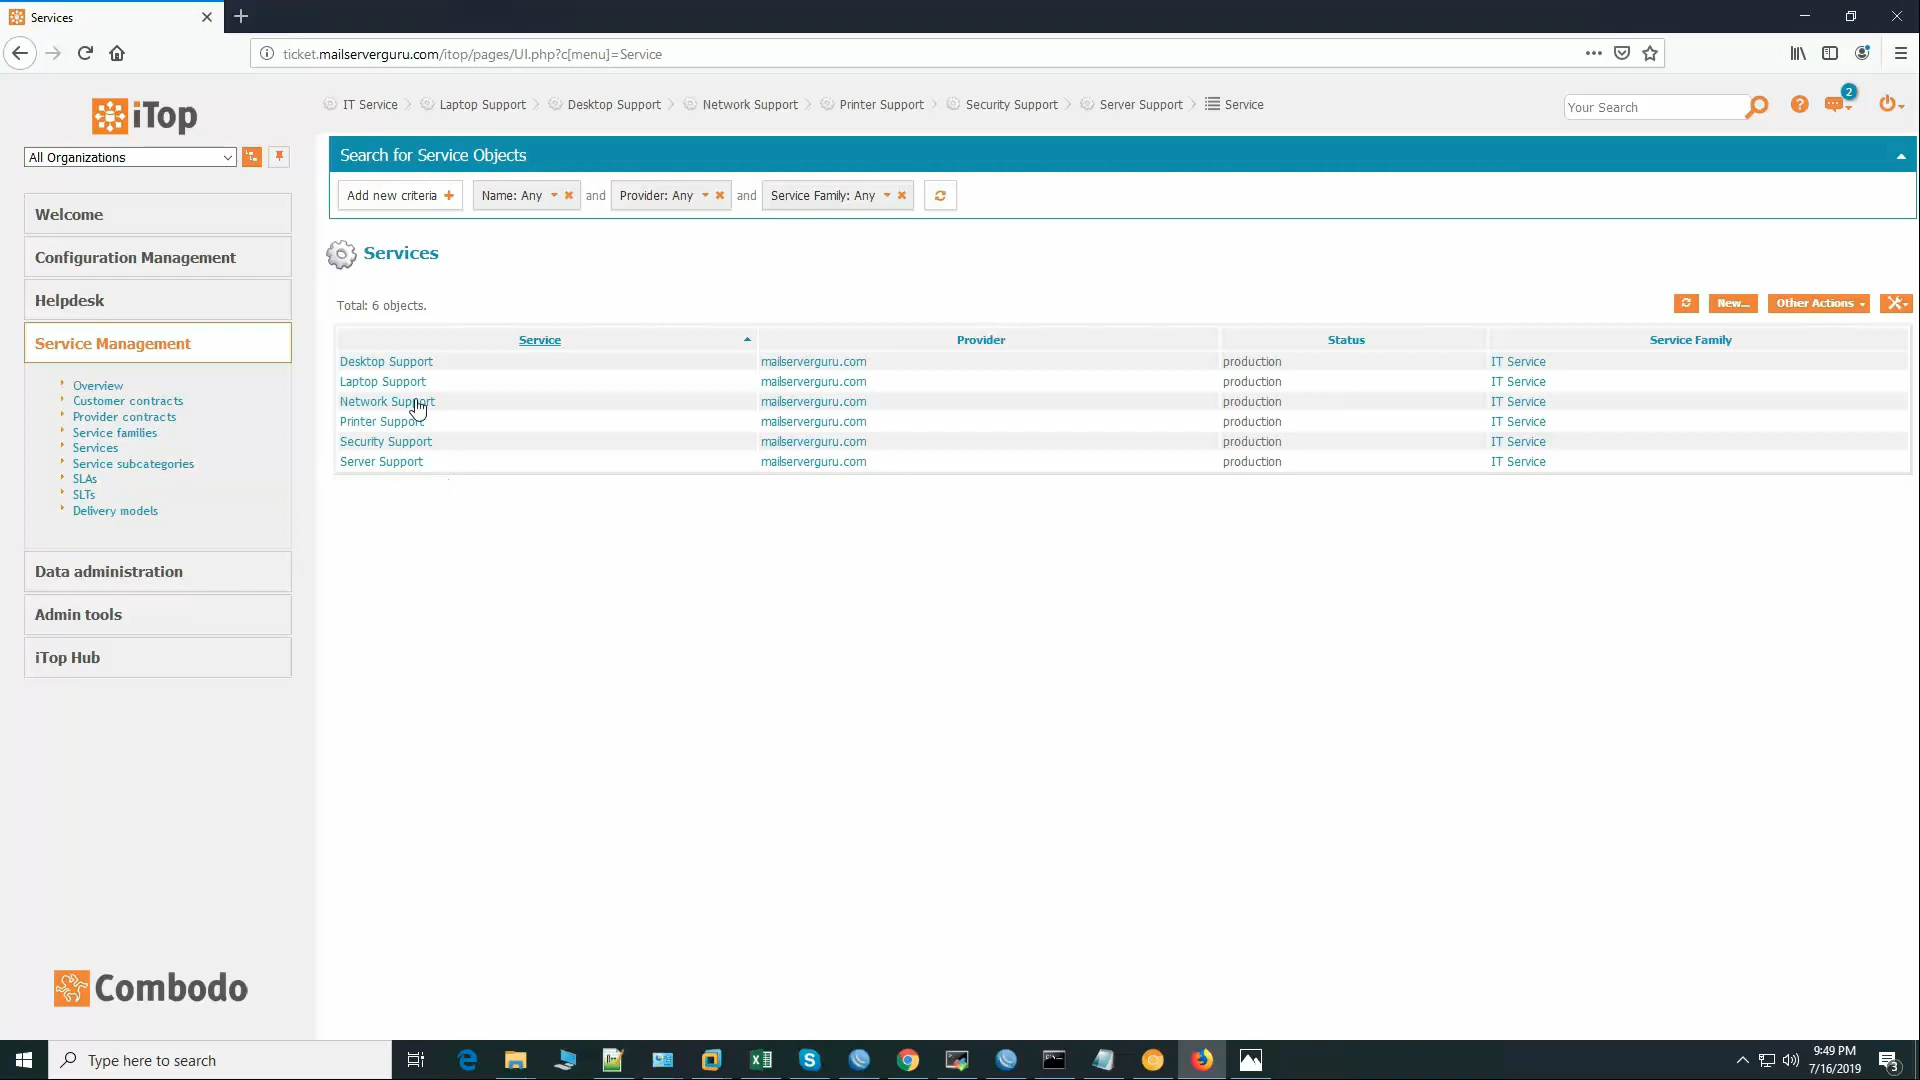 Services
ticket.mailserverguru.com/itop/pages/UI.php?c[menu]=Service
iTop
IT Service
Laptop Support
Desktop Support
Network Support
Printer Support
Security Support
Server Support
Service
Your Search
2
All Organizations
Search for Service Objects
Add new criteria
Name: Any
and
Provider: Any
and
Service Family: Any
Welcome
Configuration Management
Helpdesk
Service Management
Overview
Customer contracts
Provider contracts
Service families
Services
Service subcategories
SLAs
SLTs
Delivery models
Data administration
Admin tools
iTop Hub
Combodo
Services
Total: 6 objects.
New...
Other Actions
Service Provider Status Service Family
Desktop Support mailserverguru.com production IT Service
Laptop Support mailserverguru.com production IT Service
Network Support mailserverguru.com production IT Service
Printer Support mailserverguru.com production IT Service
Security Support mailserverguru.com production IT Service
Server Support mailserverguru.com production IT Service
Type here to search
9:49 PM
7/16/2019
3